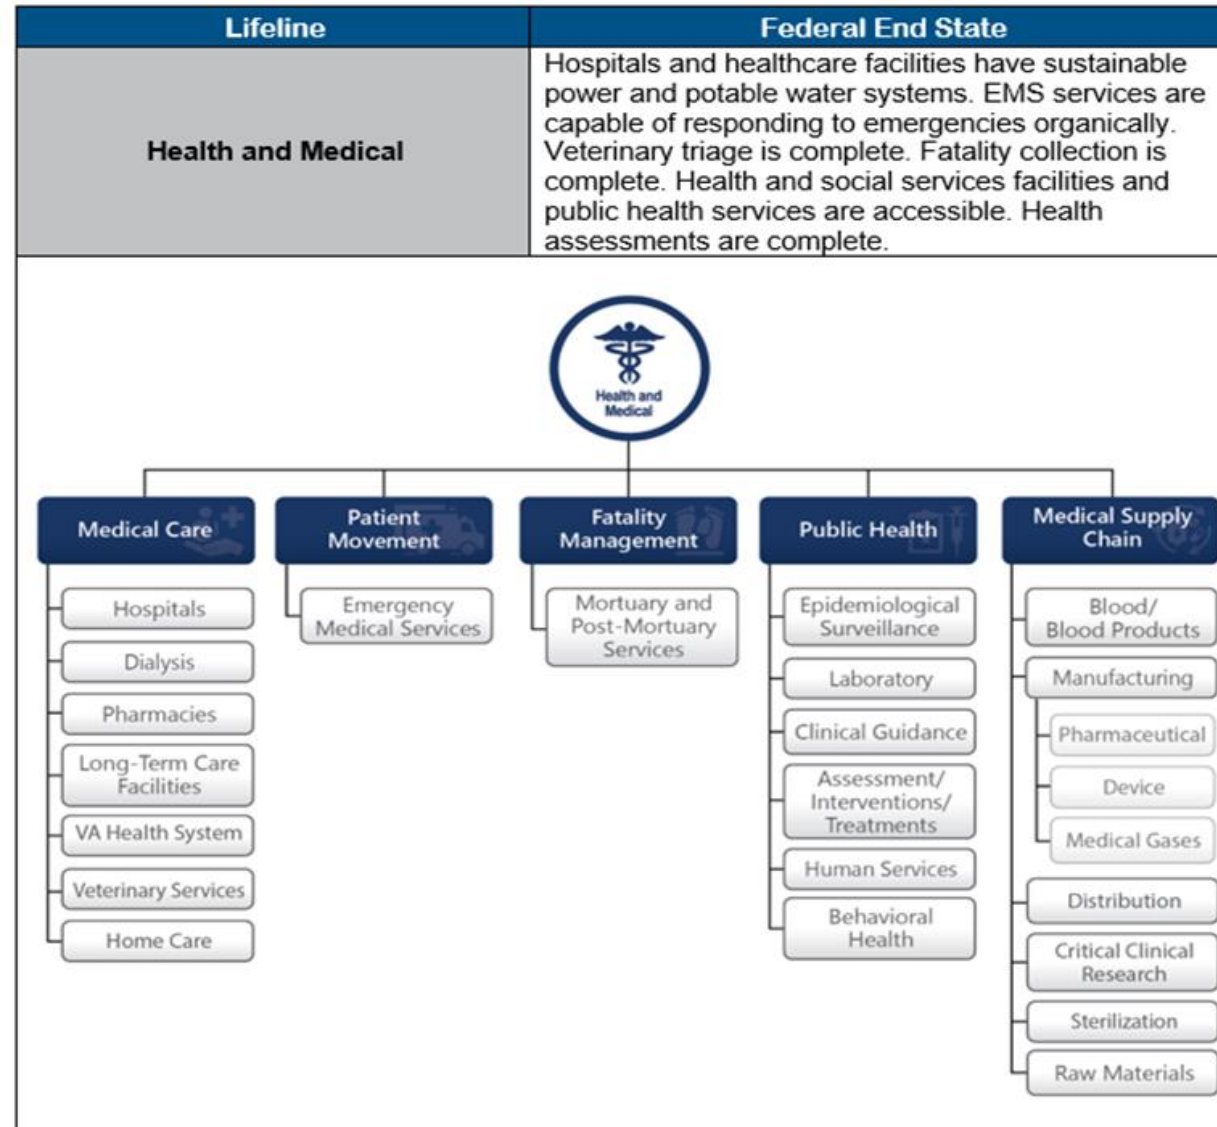 Lifeline
Federal End State
Health and Medical
Hospitals and healthcare facilities have sustainable
power and potable water systems. EMS services are
capable of responding to emergencies organically.
Veterinary triage is complete. Fatality collection is
complete. Health and social services facilities and
public health services are accessible. Health
assessments are complete.
Health and
Medical
Medical Care
Hospitals
Dialysis
Pharmacies
Long-Term Care
Facilities
VA Health System
Veterinary Services
Home Care
Patient
Movement
Emergency
Medical Services
Fatality
Management
Mortuary and
Post-Mortuary
Services
Public Health
Epidemiological
Surveillance
Laboratory
Clinical Guidance
Assessment/
Interventions/
Treatments
Human Services
Behavioral
Health
Medical Supply
Chain
Blood/
Blood Products
Manufacturing
Pharmaceutical
Device
Medical Gases
Distribution
Critical Clinical
Research
Sterilization
Raw Materials